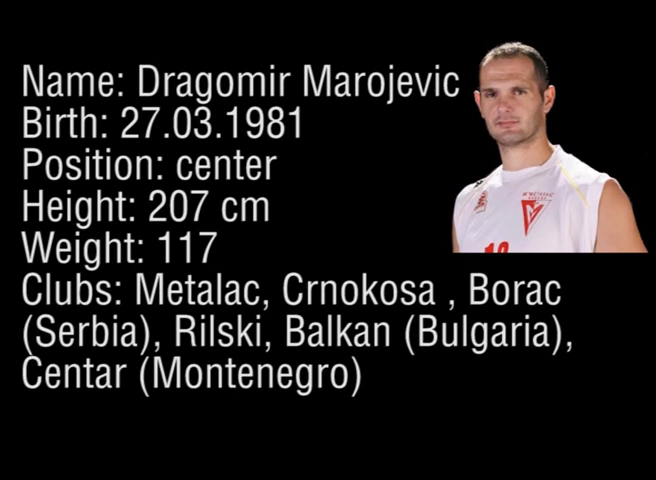 Name: Dragomir Marojevic
Birth: 27.03.1981
Position: center
Height: 207 cm
Weight: 117
Clubs: Metalac, Crnokosa , Borac
(Serbia), Rilski, Balkan (Bulgaria),
Centar (Montenegro)